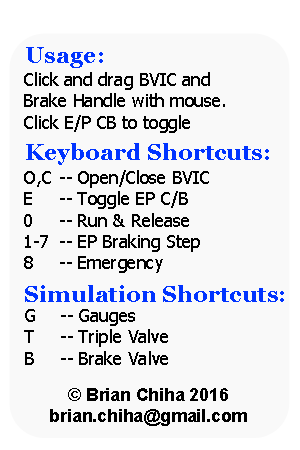 Usage:
Click and drag BVIC and
Brake Handle with mouse.
Click E/P CB to toggle
Keyboard Shortcuts:
O,C -- Open/Close BVIC
E -- Toggle EP C/B
0 -- Run & Release
1-7 -- EP Braking Step
8 -- Emergency
Simulation Shortcuts:
G -- Gauges
T -- Triple Valve
B -- Brake Valve
© Brian Chiha 2016
brian.chiha@gmail.com